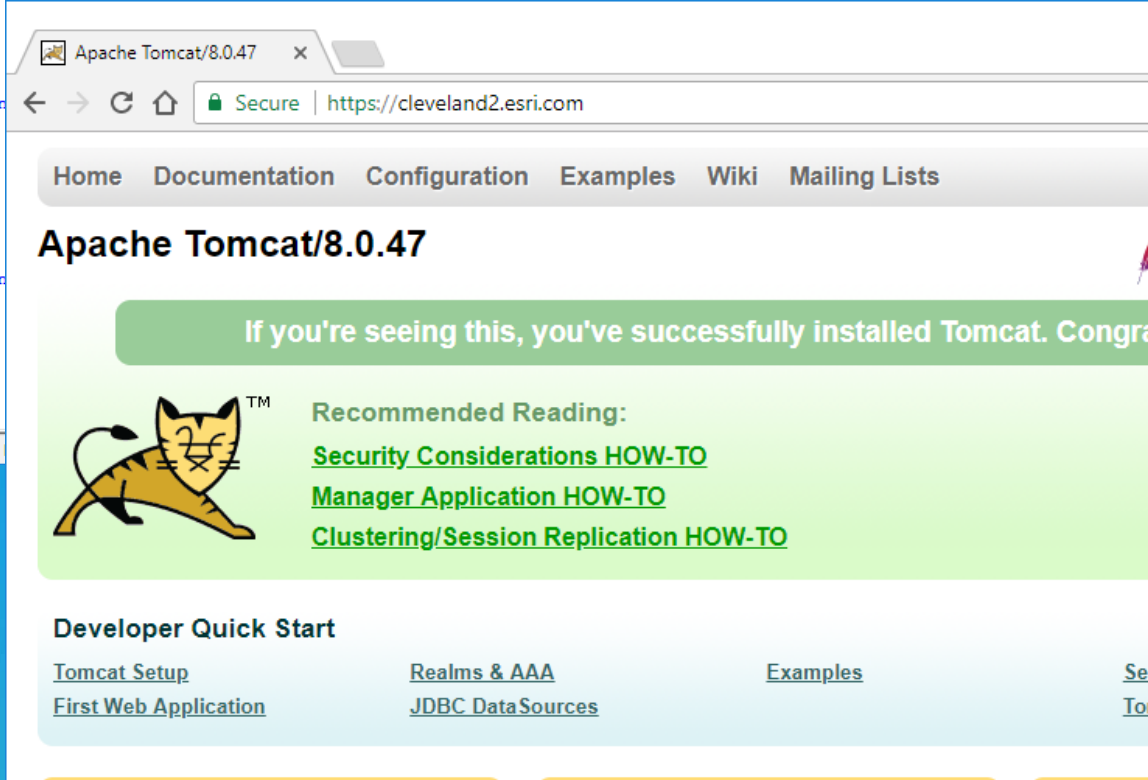 Apache Tomcat/8.0.47
Secure | https://cleveland2.esri.com
Home Documentation Configuration Examples Wiki Mailing Lists
Apache Tomcat/8.0.47
If you're seeing this, you've successfully installed Tomcat. Congra
TM
Recommended Reading:
Security Considerations HOW-TO
Manager Application HOW-TO
Clustering/Session Replication HOW-TO
Developer Quick Start
Tomcat Setup Realms & AAA Examples Se
First Web Application JDBC DataSources To